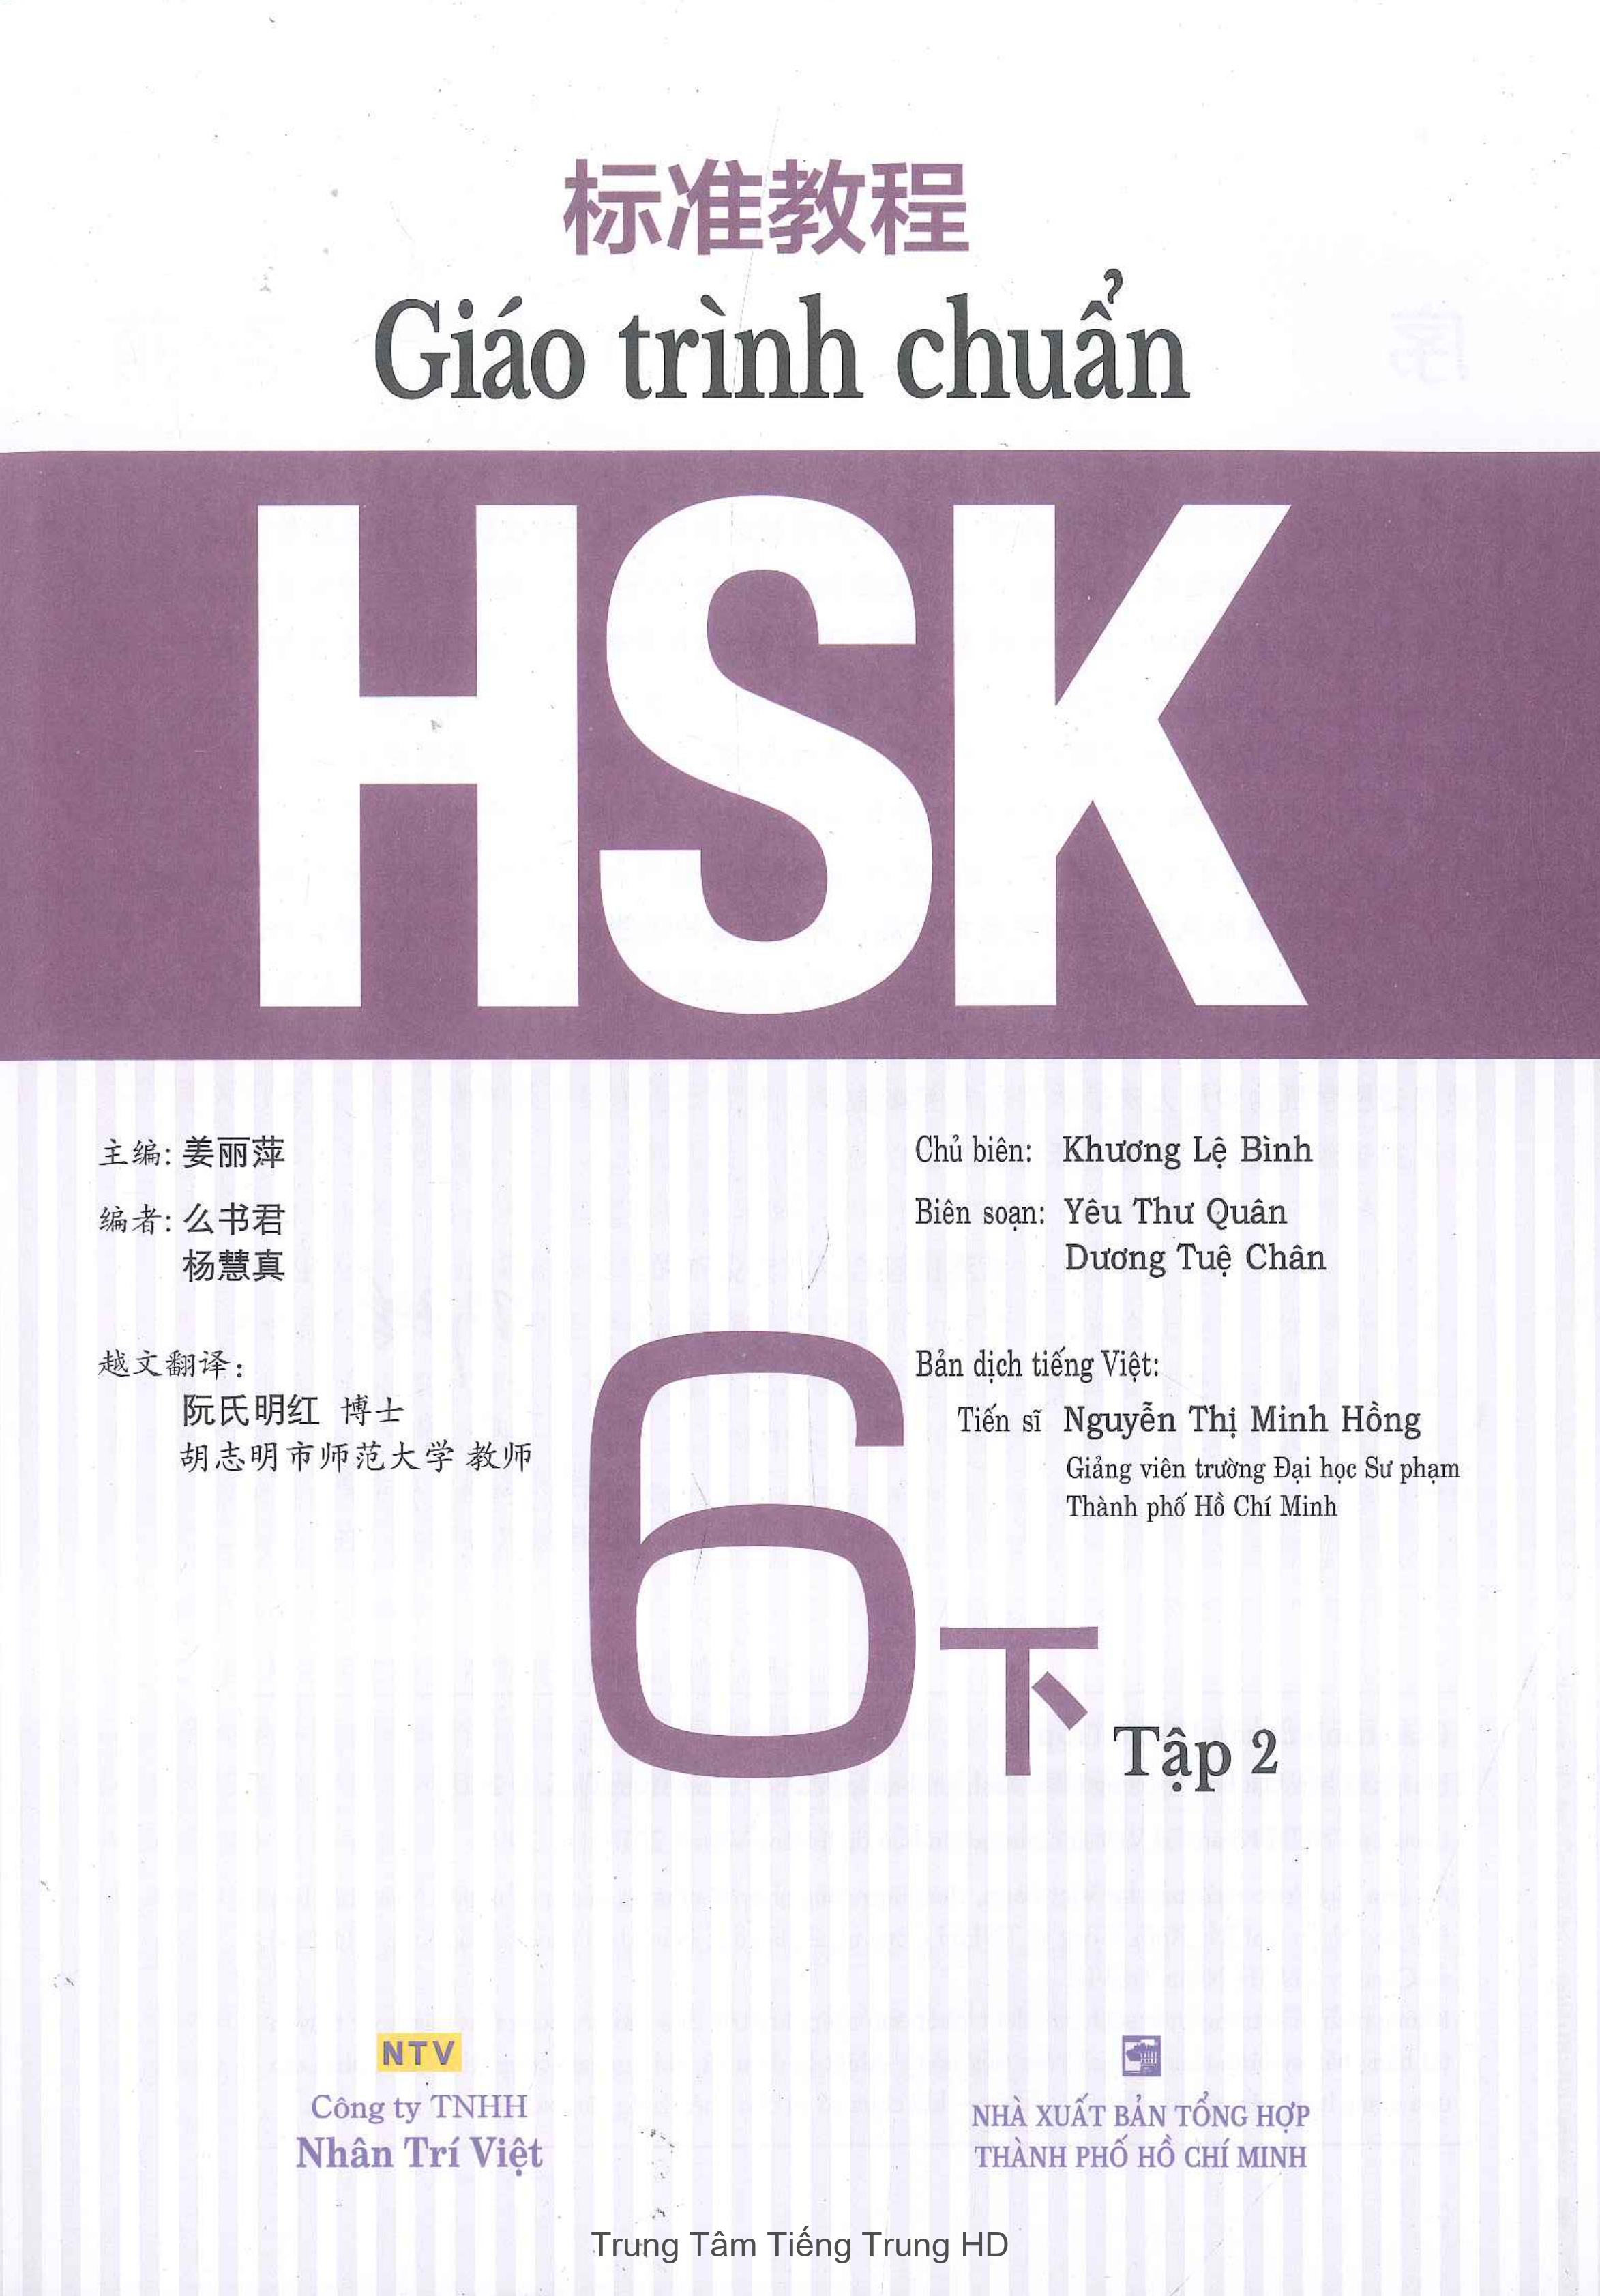 标准教程
Giáo trình chuẩn
HSK
主编: 姜丽萍
编者: 么书君
杨慧真
越文翻译:
阮氏明红 博士
胡志明市师范大学 教师
Chủ biên: Khương Lệ Bình
Biên soạn: Yêu Thư Quân
Dương Tuệ Chân
Bản dịch tiếng Việt:
Tiến sĩ Nguyễn Thị Minh Hồng
Giảng viên trường Đại học Sư phạm
Thành phố Hồ Chí Minh
6下 Tập 2
NTV
Công ty TNHH
Nhân Trí Việt
NHÀ XUẤT BẢN TỔNG HỢP
THÀNH PHỐ HỒ CHÍ MINH
Trung Tâm Tiếng Trung HD